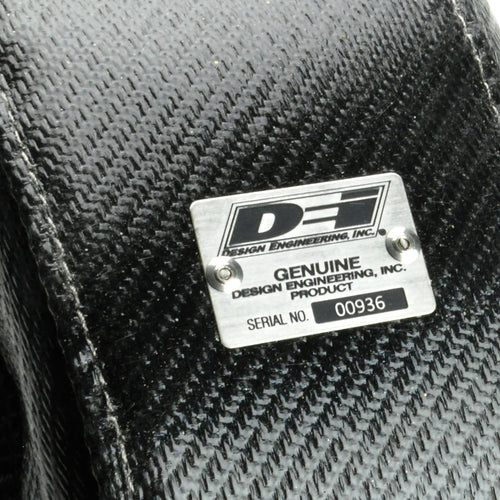 DEi
DESIGN ENGINEERING, INC.®
GENUINE
DESIGN ENGINEERING, INC.
PRODUCT
SERIAL NO. 00936